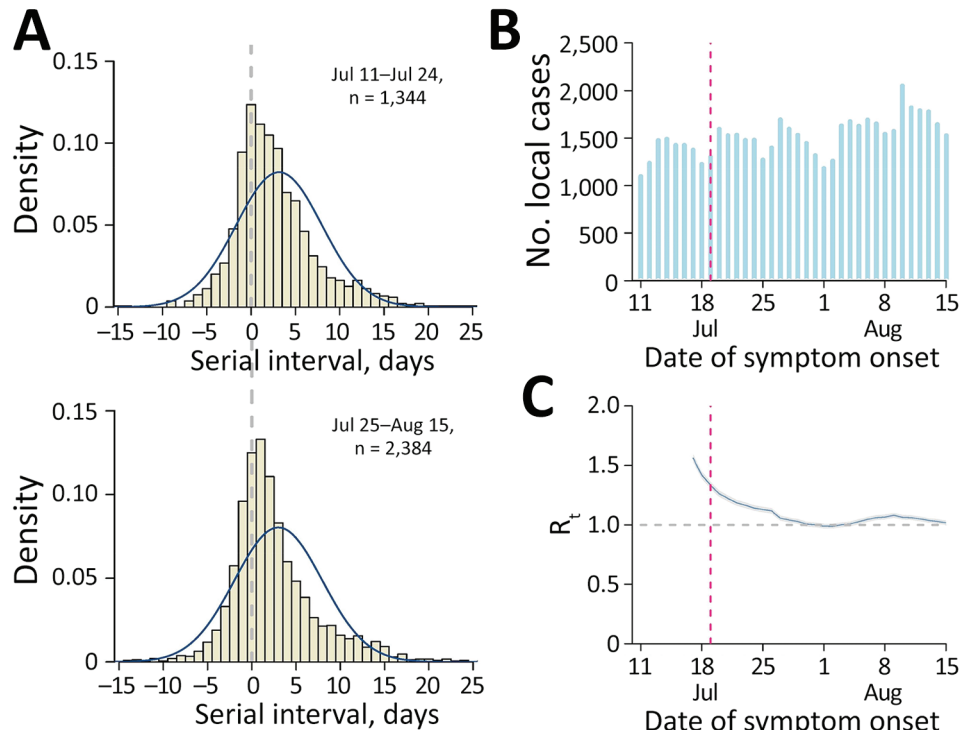 A
Density
0.15
0.10
0.05
0
Jul 11–Jul 24,
n = 1,344
–15 –10 –5 0 5 10 15 20 25
Serial interval, days
Density
0.15
0.10
0.05
0
Jul 25–Aug 15,
n = 2,384
–15 –10 –5 0 5 10 15 20 25
Serial interval, days
B
No. local cases
2,500
2,000
1,500
1,000
500
0
11 18 25 1 8 15
Jul Aug
Date of symptom onset
C
Rt
2.0
1.5
1.0
0.5
0
11 18 25 1 8 15
Jul Aug
Date of symptom onset